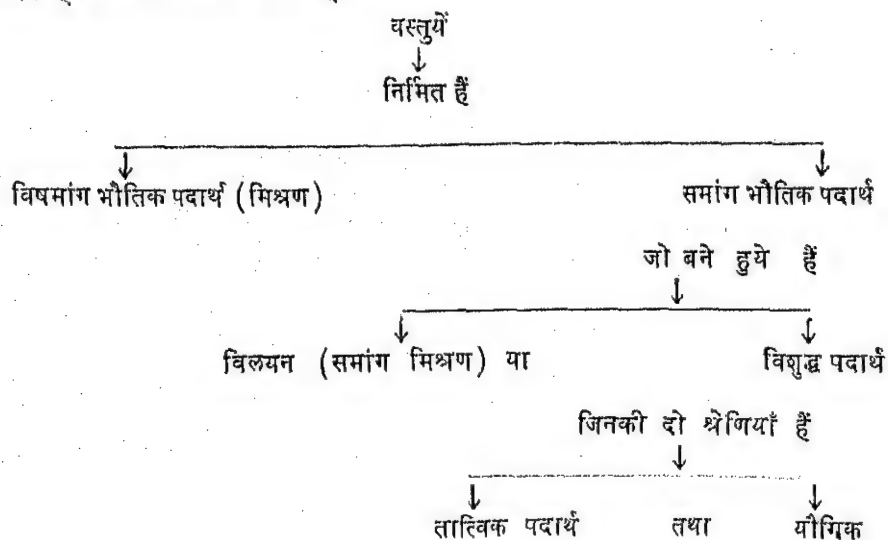 वस्तुयें
↓
निर्मित हैं
↓ ↓
विषमांग भौतिक पदार्थ (मिश्रण) समांग भौतिक पदार्थ
जो बने हुये हैं
↓
↓ ↓
विलयन (समांग मिश्रण) या विशुद्ध पदार्थ
जिनकी दो श्रेणियाँ हैं
↓
↓ ↓
तात्विक पदार्थ तथा यौगिक